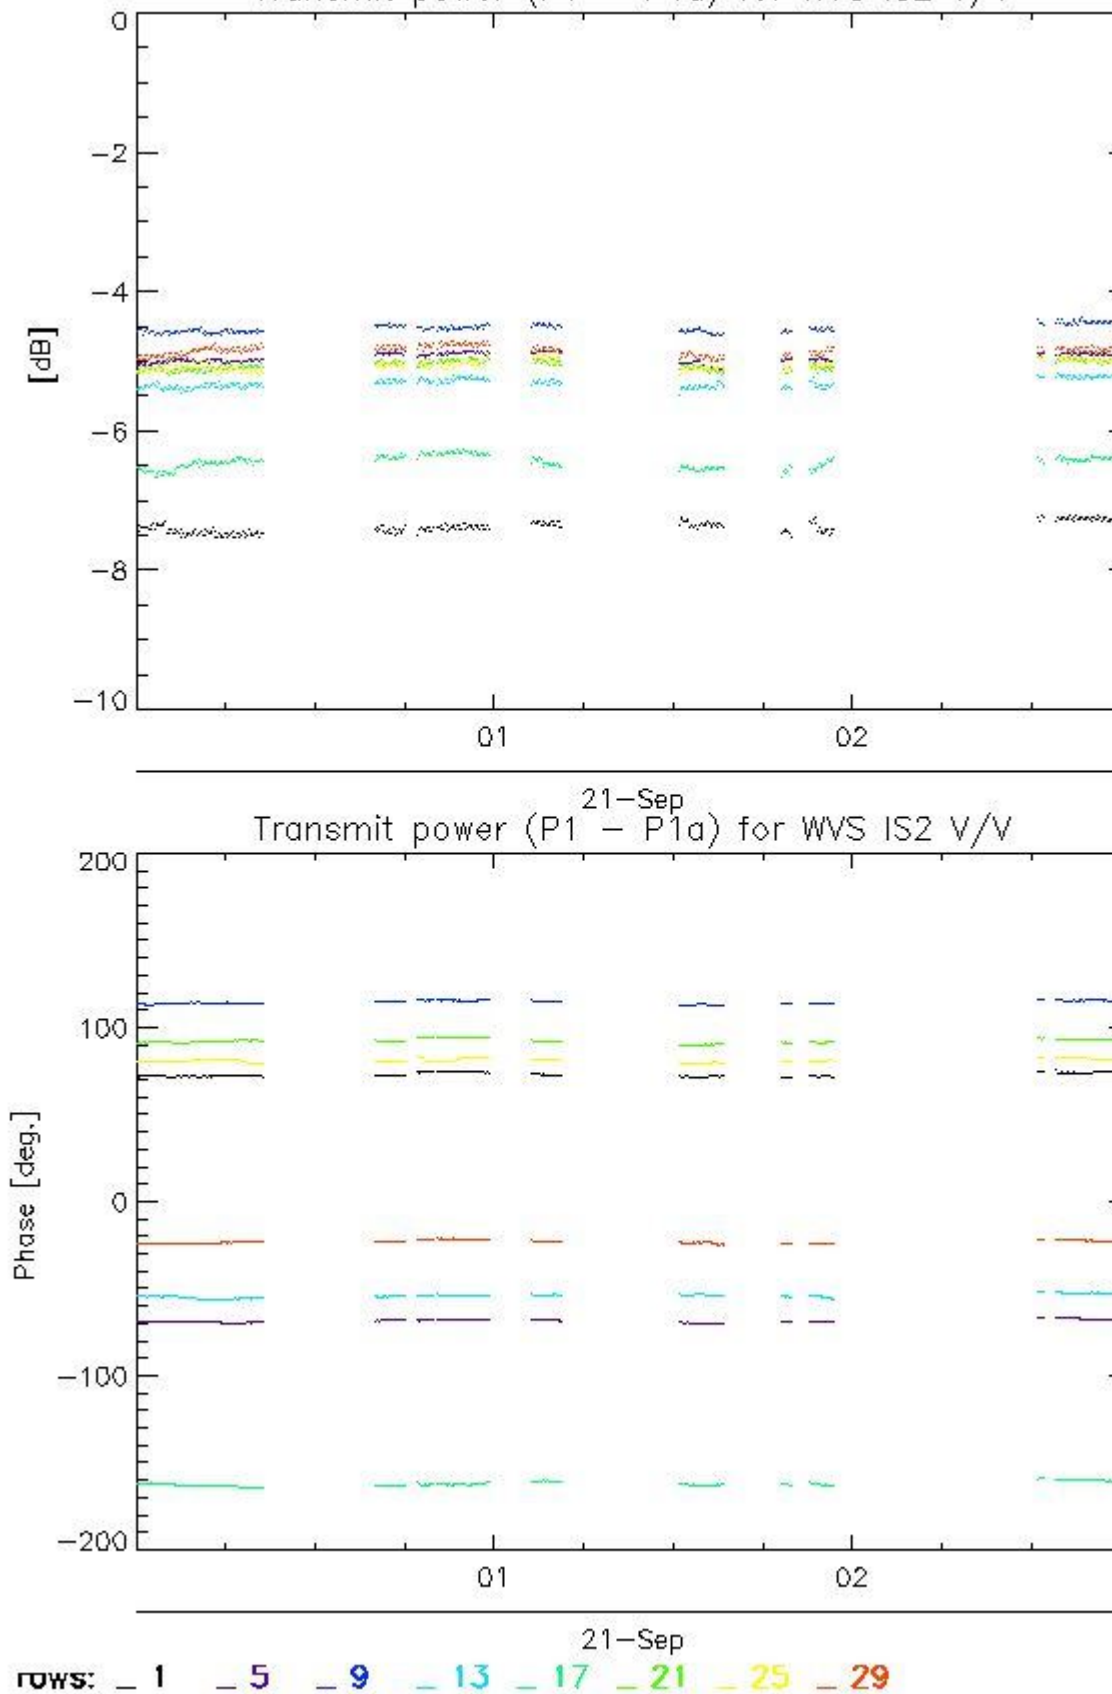 0
-2
-4
[dB]
-6
-8
-10
01 02
21-Sep
Transmit power (P1 - P1a) for WVS IS2 V/V
200
100
Phase [deg.]
0
-100
-200
01 02
21-Sep
rows: _ 1 _ 5 _ 9 _ 13 _ 17 _ 21 _ 25 _ 29